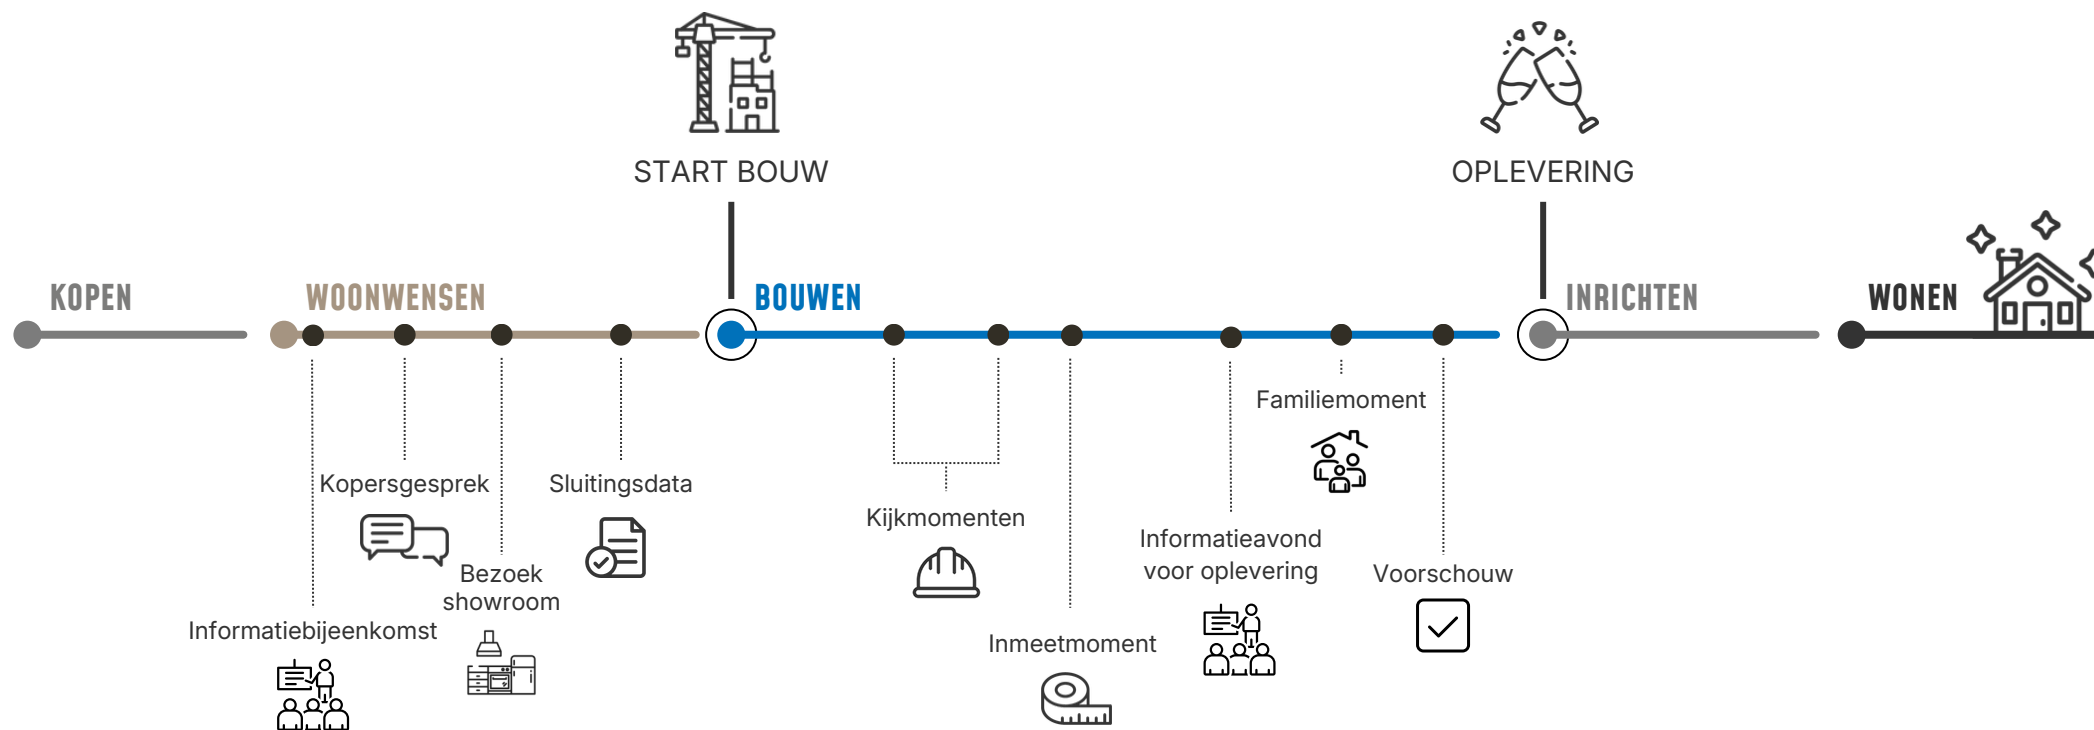 START BOUW
OPLEVERING
KOPEN
WOONWENSEN
BOUWEN
INRICHTEN
WONEN
Familiemoment
Kopersgesprek
Sluitingsdata
Kijkmomenten
Informatieavond
voor oplevering
Bezoek
showroom
Voorschouw
Informatiebijeenkomst
Inmeetmoment